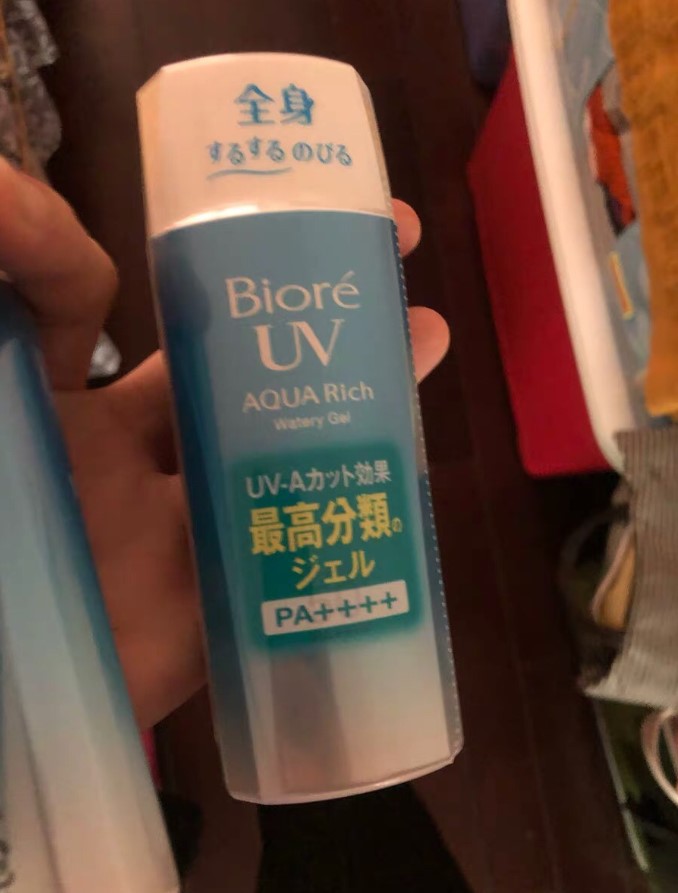 全身
するするのびる
Bioré
UV
AQUA Rich
Watery Gel
UV-Aカット効果
最高分類の
ジェル
PA++++